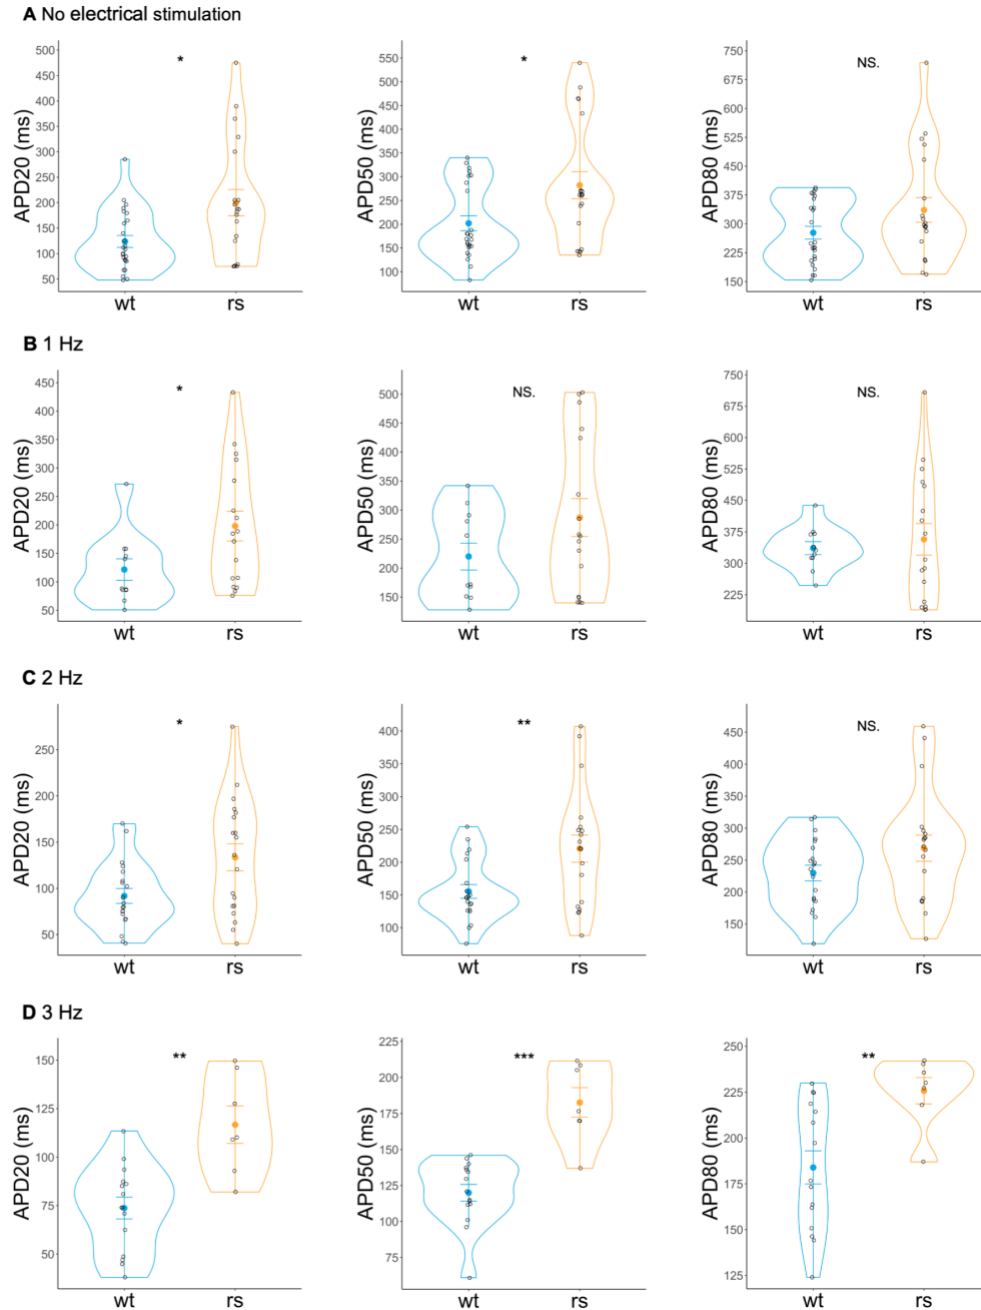 A No electrical stimulation
* * NS.
APD20 (ms) 500 450 400 350 300 250 200 150 100 50
wt rs
APD50 (ms) 550 500 450 400 350 300 250 200 150 100
wt rs
APD80 (ms) 750 675 600 525 450 375 300 225 150
wt rs
B 1 Hz
* NS. NS.
APD20 (ms) 450 400 350 300 250 200 150 100 50
wt rs
APD50 (ms) 500 450 400 350 300 250 200 150
wt rs
APD80 (ms) 750 675 600 525 450 375 300 225
wt rs
C 2 Hz
* ** NS.
APD20 (ms) 250 200 150 100 50
wt rs
APD50 (ms) 400 350 300 250 200 150 100
wt rs
APD80 (ms) 450 400 350 300 250 200 150
wt rs
D 3 Hz
** *** **
APD20 (ms) 150 125 100 75 50
wt rs
APD50 (ms) 225 200 175 150 125 100 75
wt rs
APD80 (ms) 250 225 200 175 150 125
wt rs